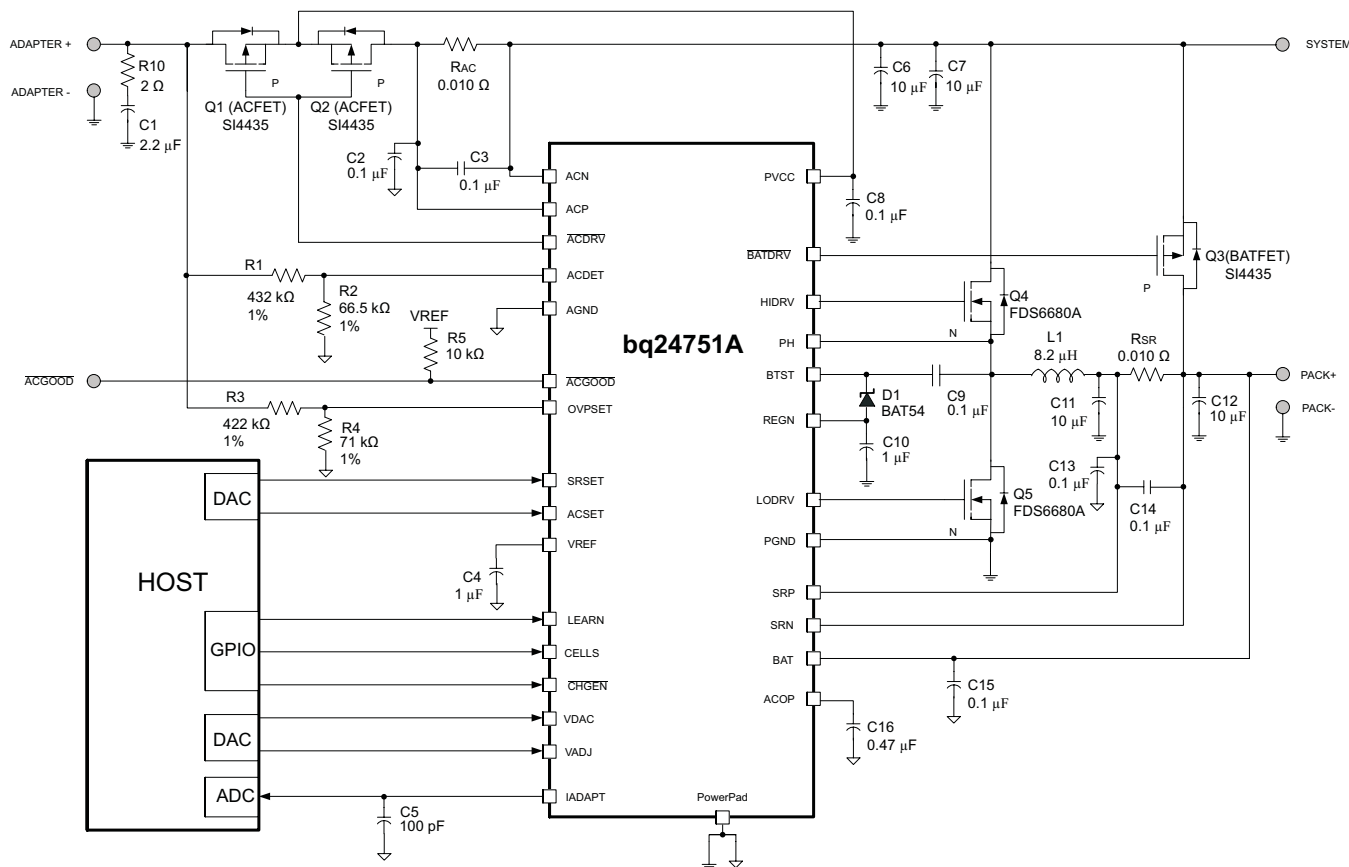 ADAPTER +
R10
2 Ω
ADAPTER -
C1
2.2 µF
P
Q1 (ACFET)
SI4435
P
Q2 (ACFET)
SI4435
RAC
0.010 Ω
C6
10 µF
C7
10 µF
SYSTEM
C2
0.1 µF
C3
0.1 µF
C8
0.1 µF
ACN
ACP
ACDRV
ACDET
AGND
ACGOOD
OVPSET
SRSET
ACSET
VREF
LEARN
CELLS
CHGEN
VDAC
VADJ
IADAPT
bq24751A
PowerPad
PVCC
BATDRV
HIDRV
PH
BTST
REGN
LODRV
PGND
SRP
SRN
BAT
ACOP
R1
432 kΩ
1%
R2
66.5 kΩ
1%
VREF
R5
10 kΩ
ACGOOD
R3
422 kΩ
1%
R4
71 kΩ
1%
HOST
DAC
GPIO
DAC
ADC
C4
1 µF
C5
100 pF
Q3(BATFET)
SI4435
P
Q4
FDS6680A
N
L1
8.2 µH
RSR
0.010 Ω
D1
BAT54
C9
0.1 µF
C10
1 µF
C11
10 µF
C12
10 µF
PACK+
PACK-
C13
0.1 µF
C14
0.1 µF
Q5
FDS6680A
N
C15
0.1 µF
C16
0.47 µF